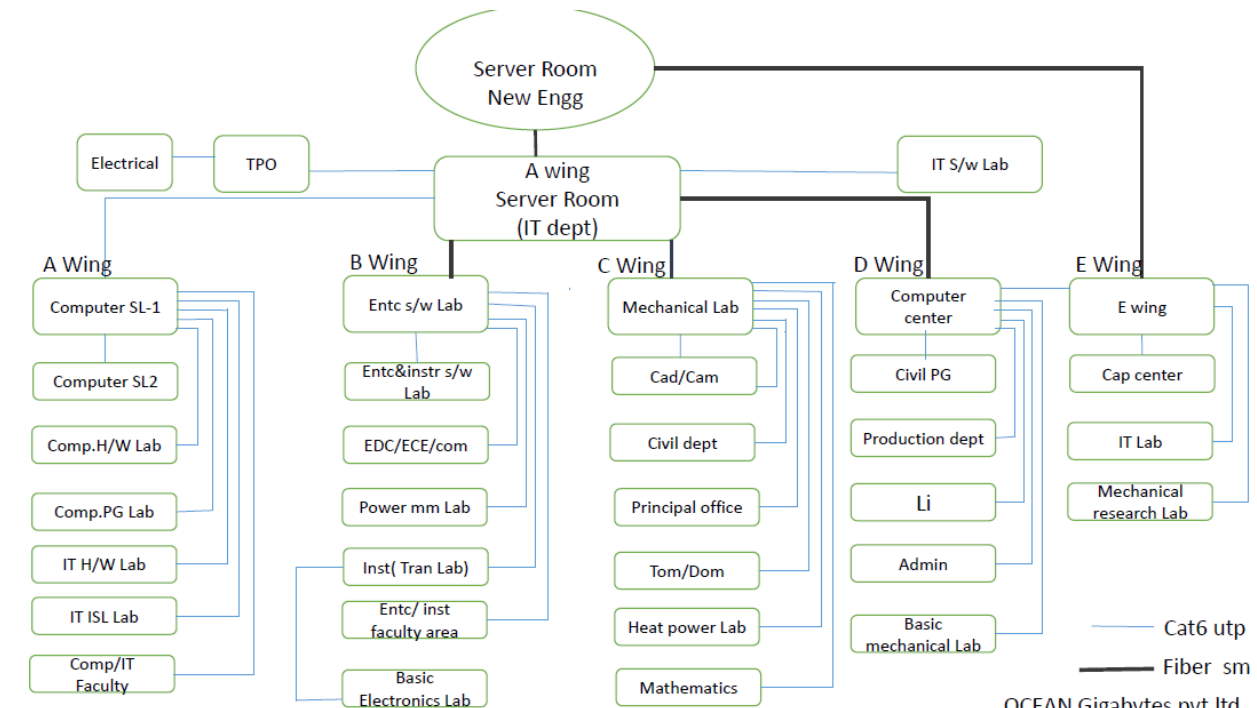 Server Room
New Engg
Electrical
TPO
A wing
Server Room
(IT dept)
IT S/w Lab
A Wing
B Wing
C Wing
D Wing
E Wing
Computer SL-1
Entc s/w Lab
Mechanical Lab
Computer
center
E wing
Computer SL2
Entc&instr s/w
Lab
Cad/Cam
Civil PG
Cap center
Comp.H/W Lab
EDC/ECE/com
Civil dept
Production dept
IT Lab
Comp.PG Lab
Power mm Lab
Principal office
Li
Mechanical
research Lab
IT H/W Lab
Inst( Tran Lab)
Tom/Dom
Admin
IT ISL Lab
Entc/ inst
faculty area
Heat power Lab
Basic
mechanical Lab
Comp/IT
Faculty
Basic
Electronics Lab
Mathematics
Cat6 utp
Fiber sm
OCEAN Gigabytes pvt ltd